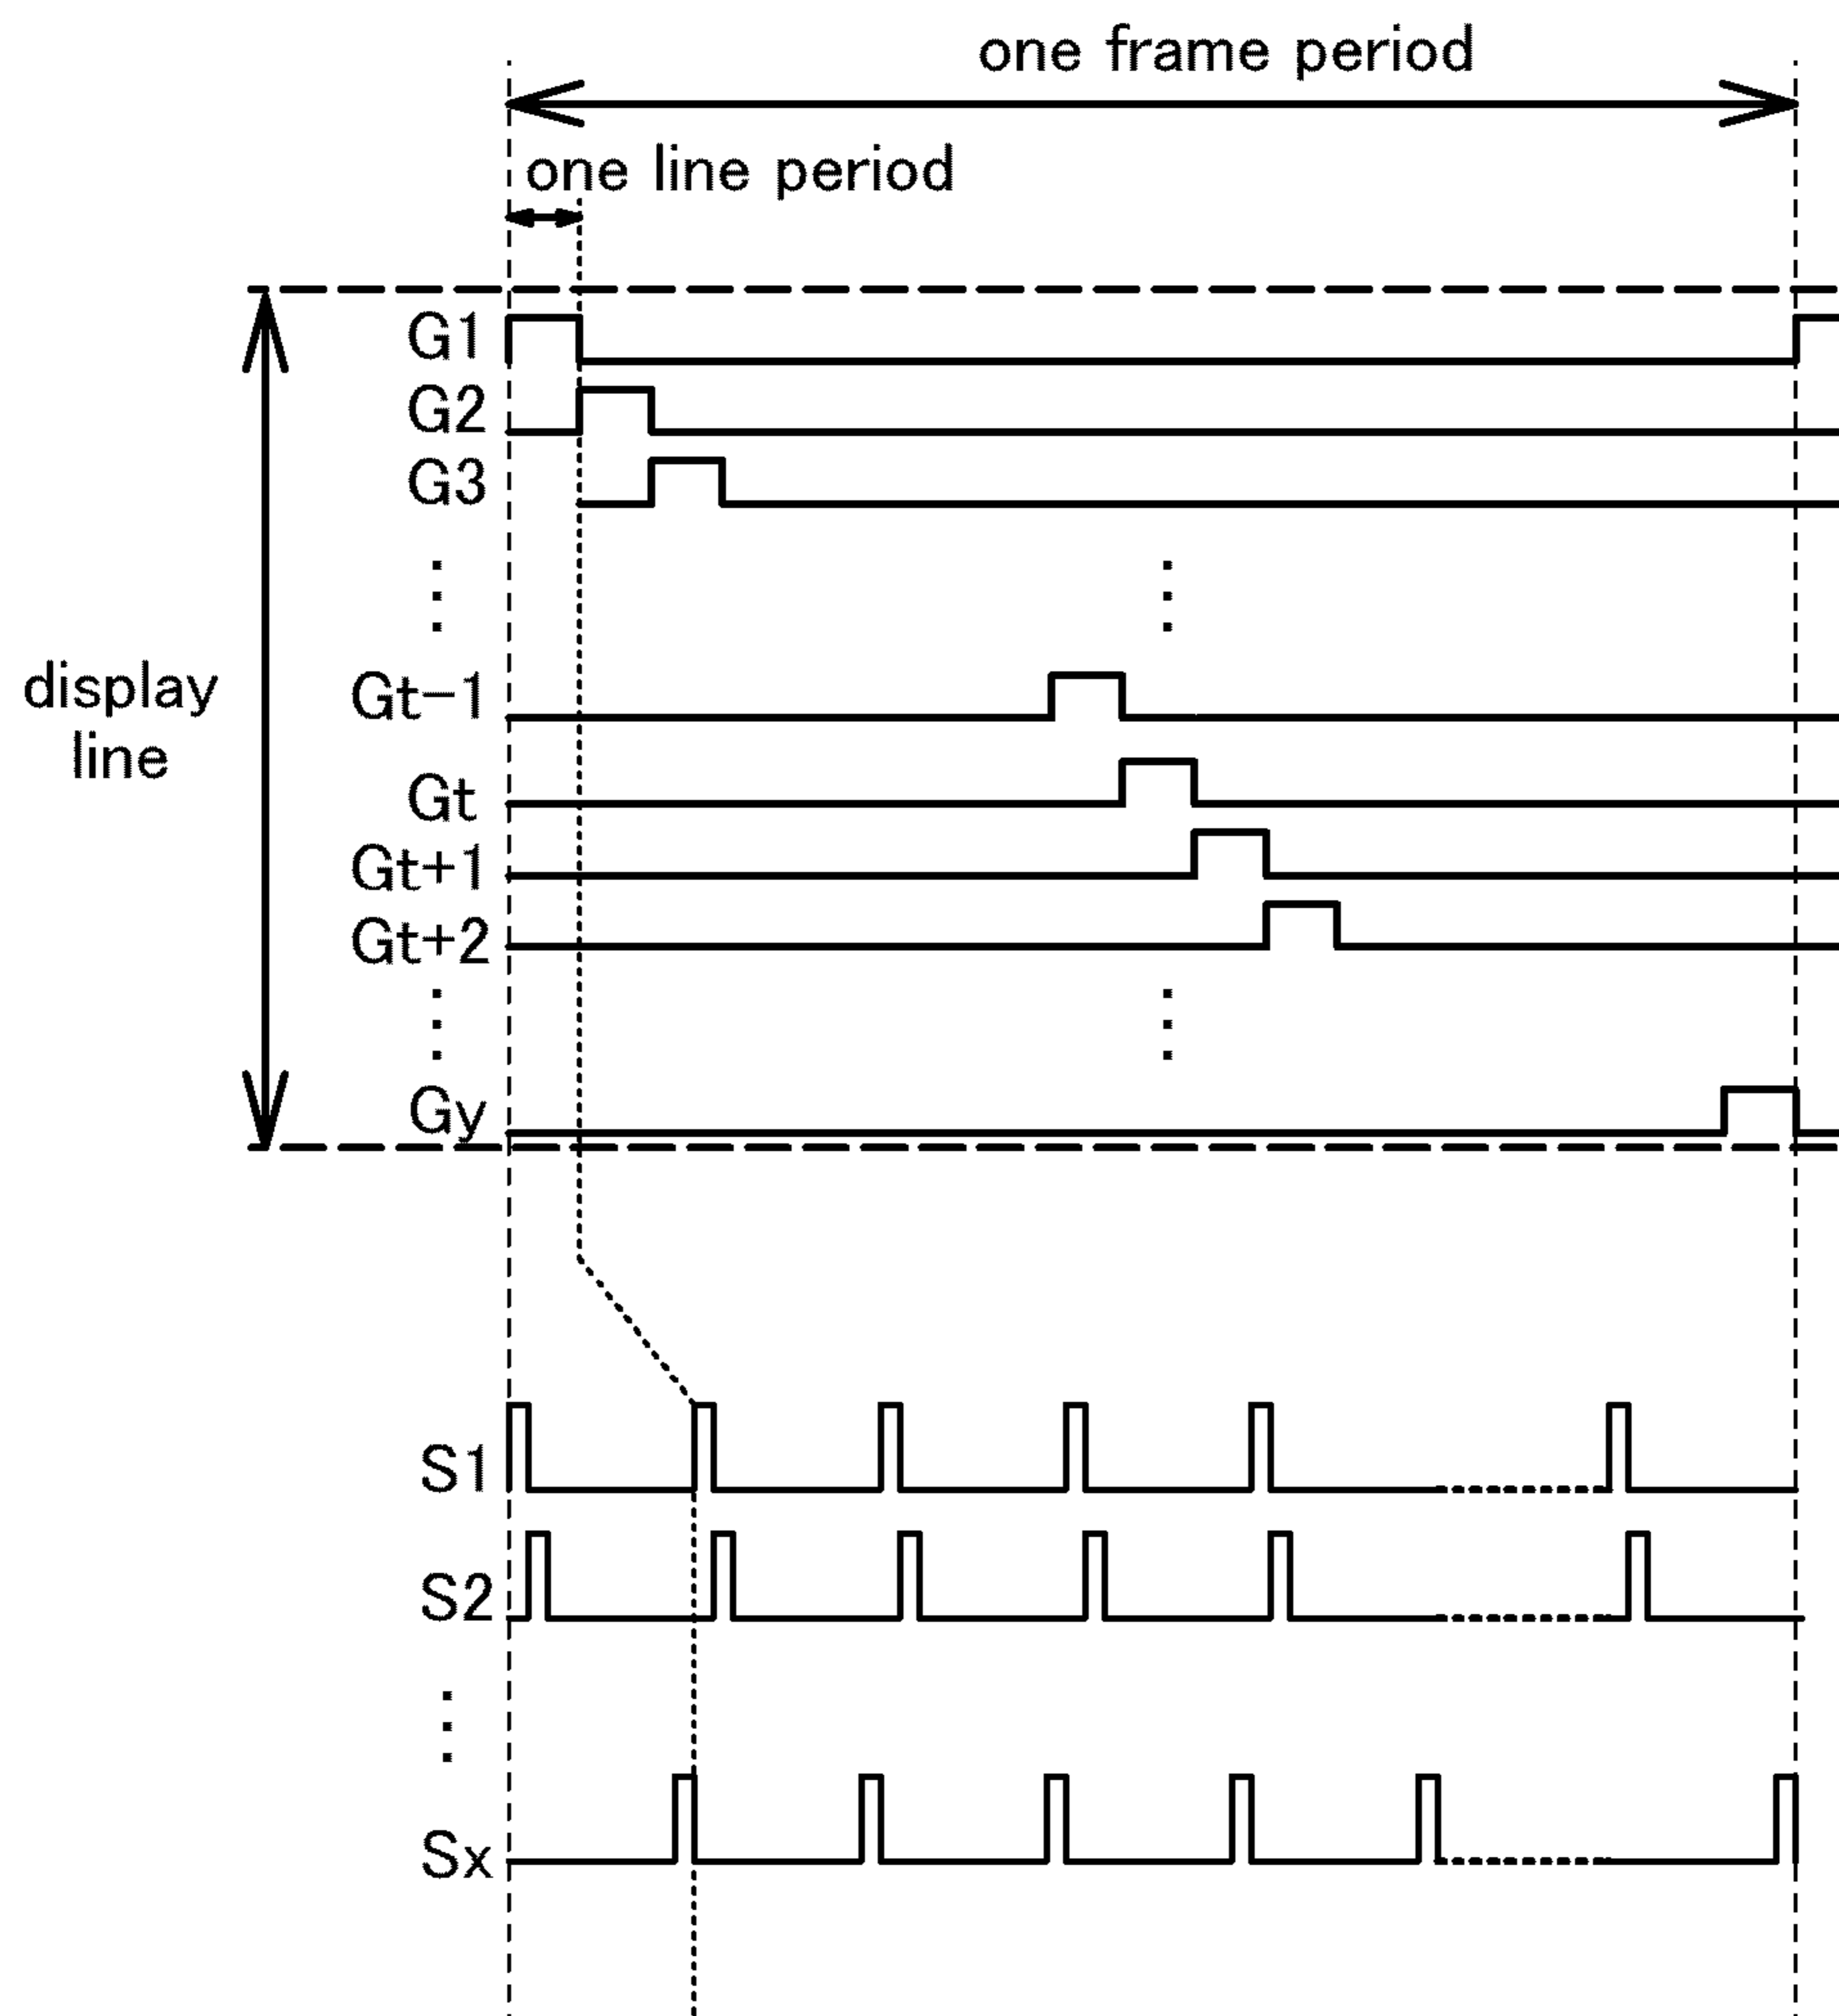 one frame period
one line period
G1
G2
G3
display
line
Gt-1
Gt
Gt+1
Gt+2
Gy
S1
S2
Sx